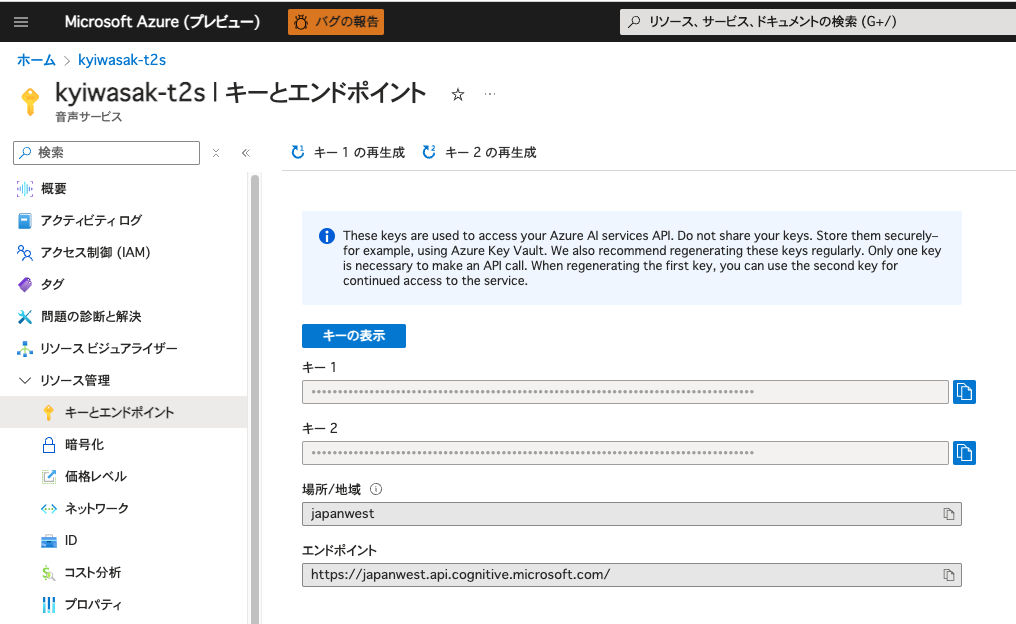 Microsoft Azure (プレビュー)
バグの報告
リソース、サービス、ドキュメントの検索 (G+/)
ホーム > kyiwasak-t2s
kyiwasak-t2s | キーとエンドポイント
音声サービス
検索
キー 1 の再生成
キー 2 の再生成
概要
アクティビティ ログ
アクセス制御 (IAM)
タグ
問題の診断と解決
リソース ビジュアライザー
リソース管理
キーとエンドポイント
暗号化
価格レベル
ネットワーク
ID
コスト分析
プロパティ
These keys are used to access your Azure AI services API. Do not share your keys. Store them securely–
for example, using Azure Key Vault. We also recommend regenerating these keys regularly. Only one key
is necessary to make an API call. When regenerating the first key, you can use the second key for
continued access to the service.
キーの表示
キー 1
キー 2
場所/地域
japanwest
エンドポイント
https://japanwest.api.cognitive.microsoft.com/